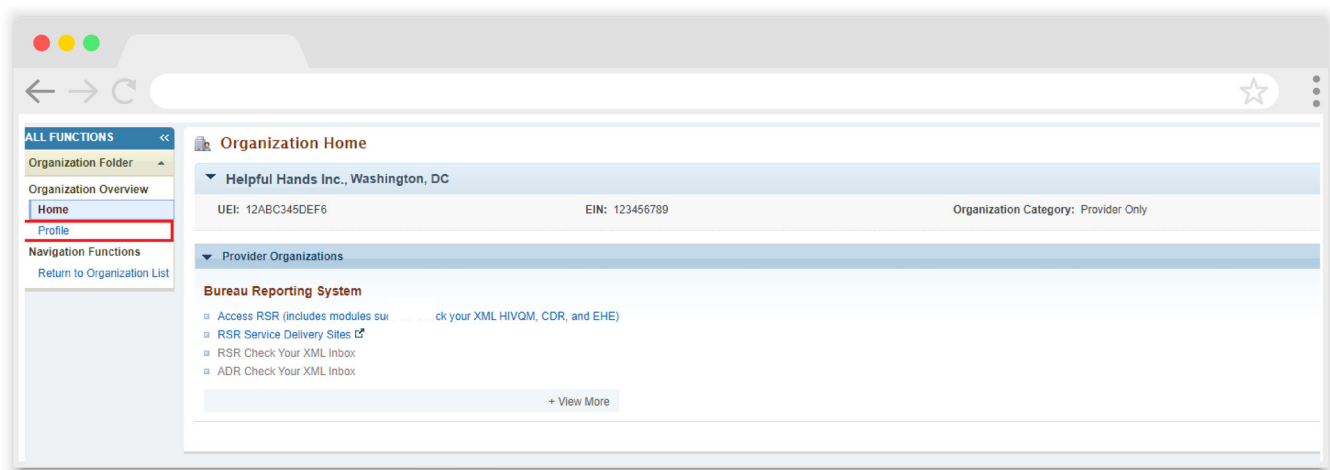 ALL FUNCTIONS «
Organization Folder
Organization Overview
Home
Profile
Navigation Functions
Return to Organization List
Organization Home
Helpful Hands Inc., Washington, DC
UEI: 12ABC345DEF6 EIN: 123456789 Organization Category: Provider Only
Provider Organizations
Bureau Reporting System
Access RSR (includes modules ck your XML HIVQM, CDR, and EHE)
RSR Service Delivery Sites
RSR Check Your XML Inbox
ADR Check Your XML Inbox
+ View More